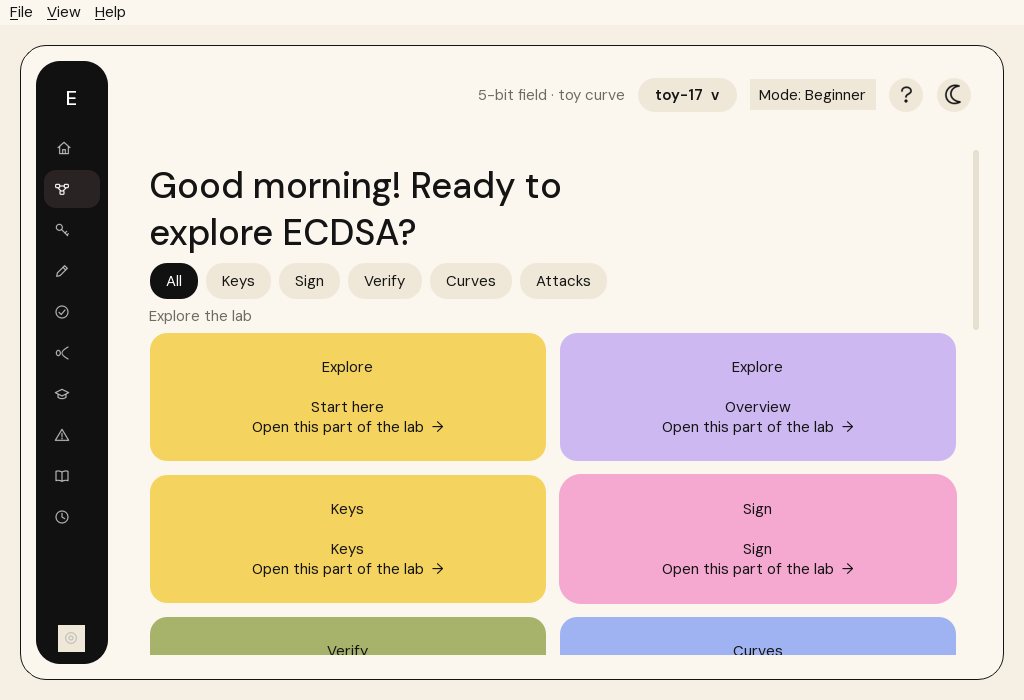 File View Help
E
5-bit field · toy curve toy-17 v Mode: Beginner ?
Good morning! Ready to
explore ECDSA?
All Keys Sign Verify Curves Attacks
Explore the lab
Explore
Start here
Open this part of the lab →
Explore
Overview
Open this part of the lab →
Keys
Keys
Open this part of the lab →
Sign
Sign
Open this part of the lab →
Verify
Curves